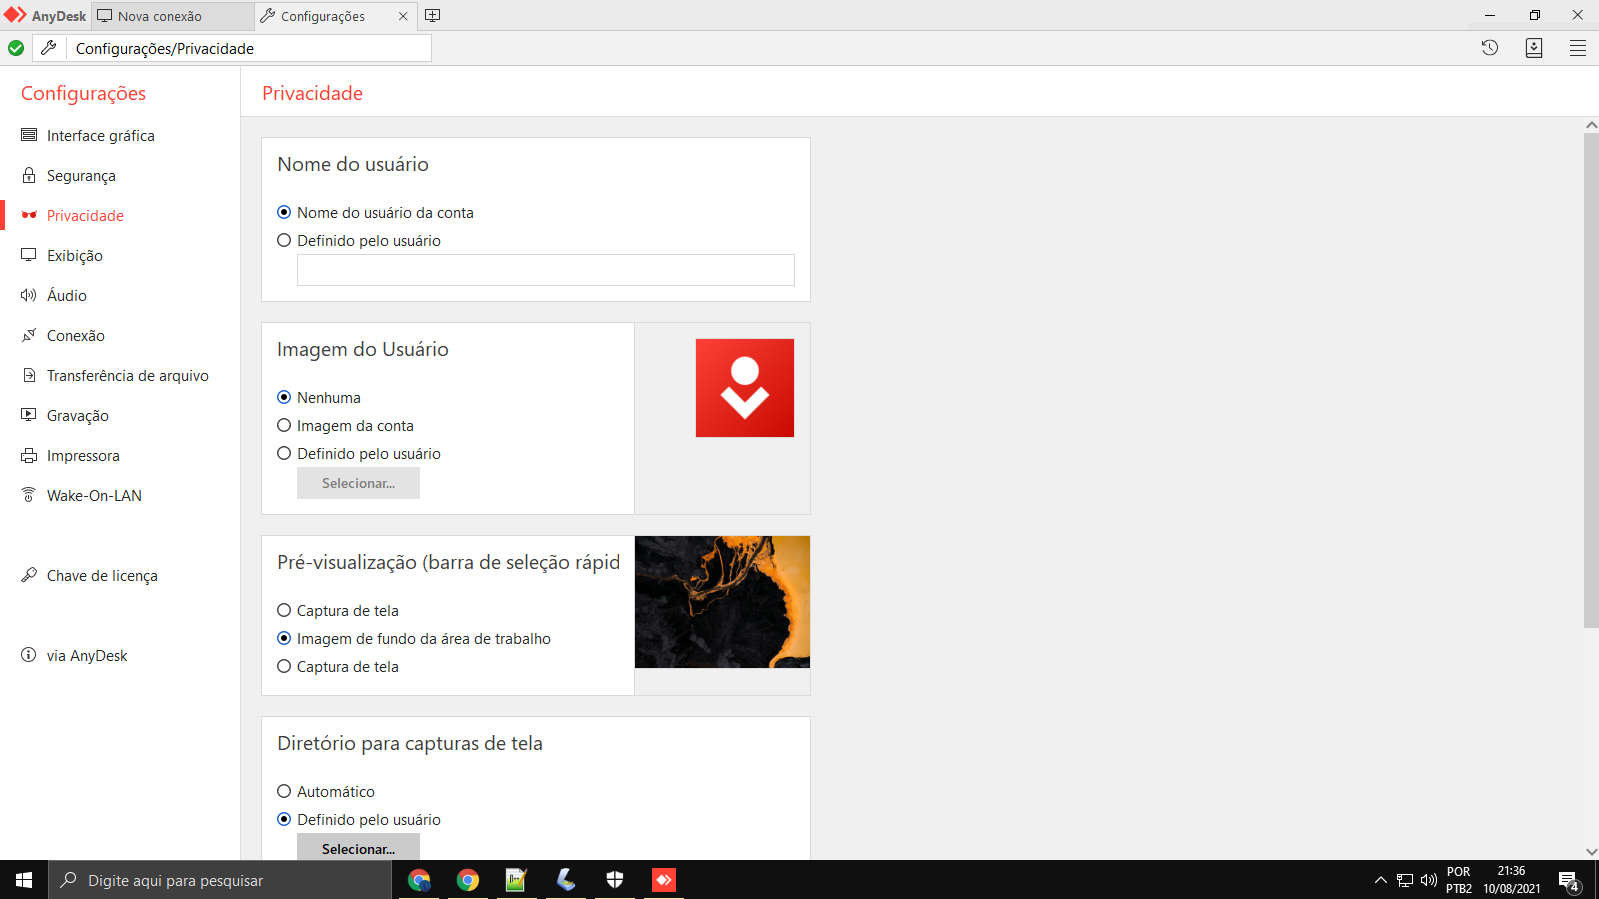 AnyDesk
Nova conexão
Configurações
Configurações/Privacidade
Configurações
Interface gráfica
Segurança
Privacidade
Exibição
Áudio
Conexão
Transferência de arquivo
Gravação
Impressora
Wake-On-LAN
Chave de licença
via AnyDesk
Privacidade
Nome do usuário
Nome do usuário da conta
Definido pelo usuário
Imagem do Usuário
Nenhuma
Imagem da conta
Definido pelo usuário
Selecionar...
Pré-visualização (barra de seleção rápid
Captura de tela
Imagem de fundo da área de trabalho
Captura de tela
Diretório para capturas de tela
Automático
Definido pelo usuário
Selecionar...
Digite aqui para pesquisar
POR
PTB2
21:36
10/08/2021
4